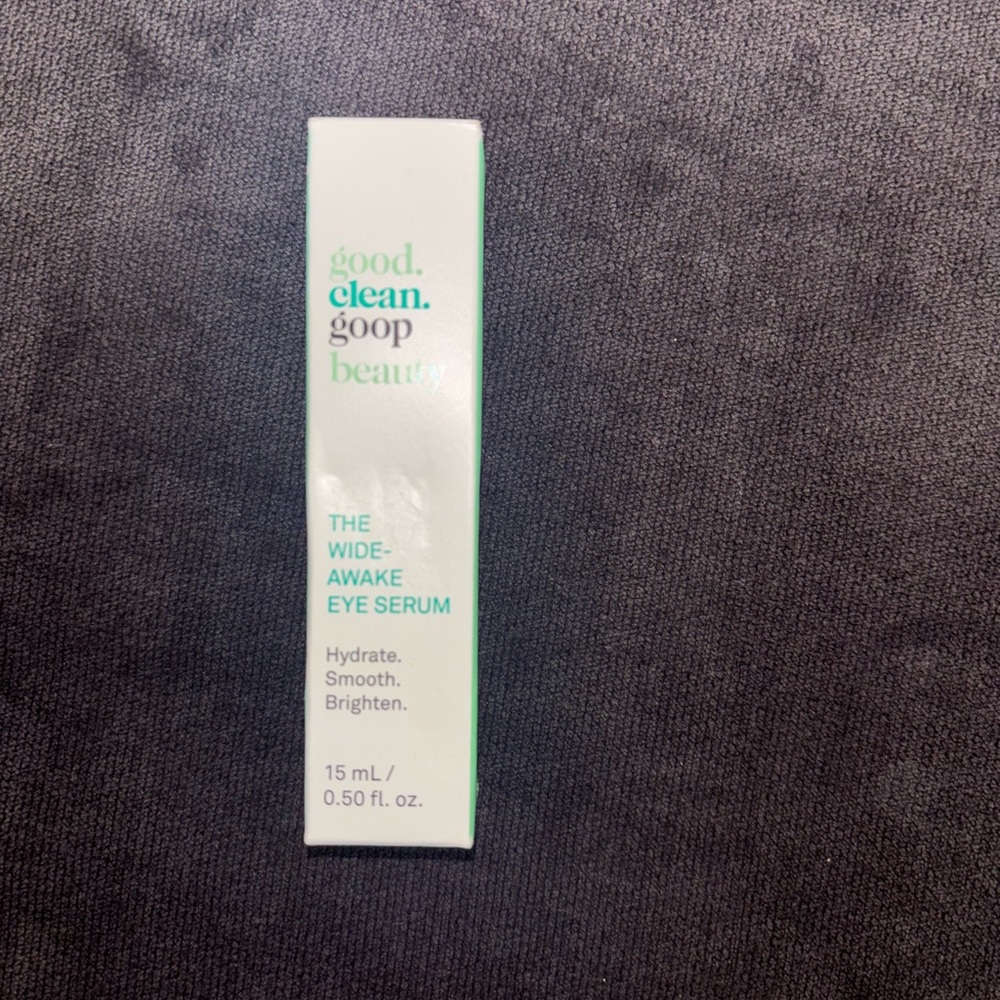 good.
clean.
goop
beauty
THE
WIDE-
AWAKE
EYE SERUM
Hydrate.
Smooth.
Brighten.
15 mL /
0.50 fl. oz.